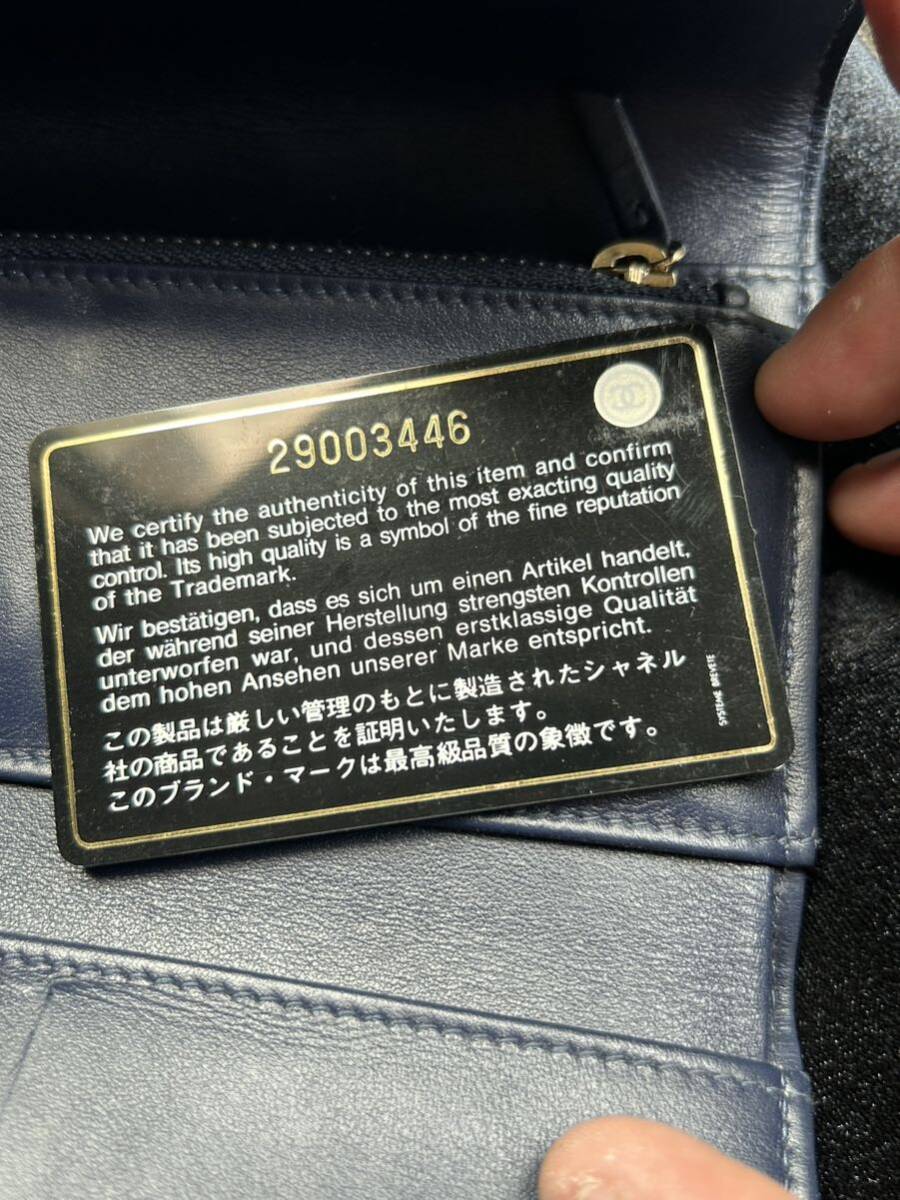 29003446
We certify the authenticity of this item and confirm
that it has been subjected to the most exacting quality
control. Its high quality is a symbol of the fine reputation
of the Trademark.
Wir bestätigen, dass es sich um einen Artikel handelt,
der während seiner Herstellung strengsten Kontrollen
unterworfen war, und dessen erstklassige Qualität
dem hohen Ansehen unserer Marke entspricht.
この製品は厳しい管理のもとに製造されたシャネル
社の商品であることを証明いたします。
このブランド・マークは最高級品質の象徴です。